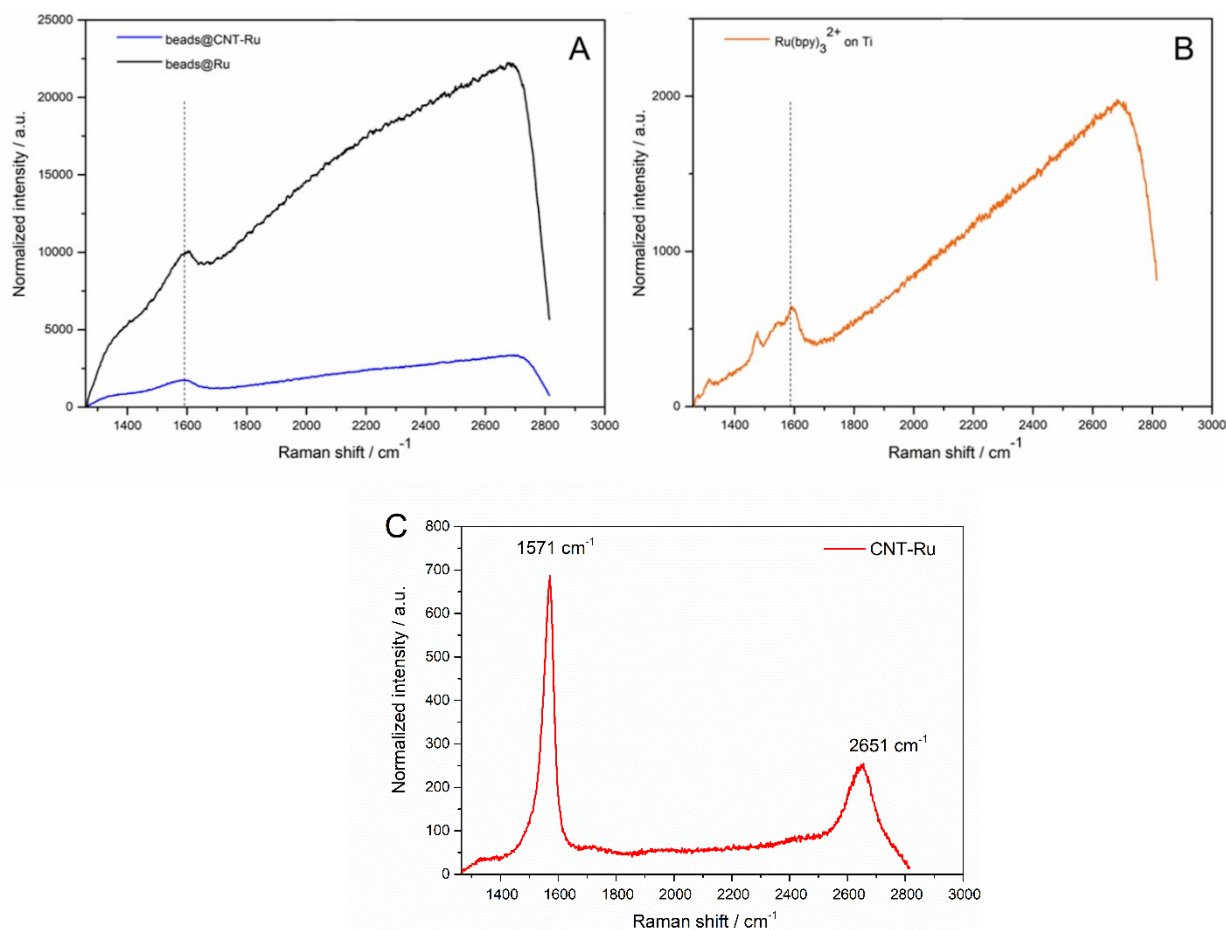 A
beads@CNT-Ru
beads@Ru
25000
20000
15000
10000
5000
0
Normalized intensity / a.u.
1400 1600 1800 2000 2200 2400 2600 2800 3000
Raman shift / cm⁻¹
B
Ru(bpy)₃²⁺ on Ti
2000
1000
0
Normalized intensity / a.u.
1400 1600 1800 2000 2200 2400 2600 2800 3000
Raman shift / cm⁻¹
C
1571 cm⁻¹
CNT-Ru
2651 cm⁻¹
800
700
600
500
400
300
200
100
0
Normalized intensity / a.u.
1400 1600 1800 2000 2200 2400 2600 2800 3000
Raman shift / cm⁻¹